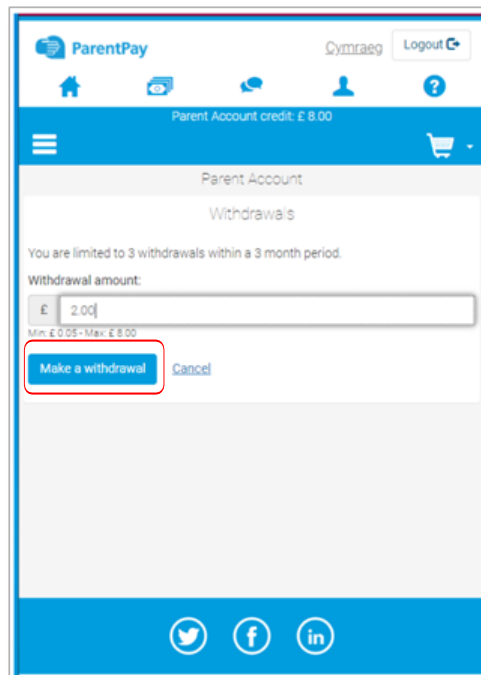 ParentPay
Cymraeg
Logout
Parent Account credit: £ 8.00
Parent Account
Withdrawals
You are limited to 3 withdrawals within a 3 month period.
Withdrawal amount:
£ 2.00
Min: £ 0.05 - Max: £ 8.00
Make a withdrawal Cancel